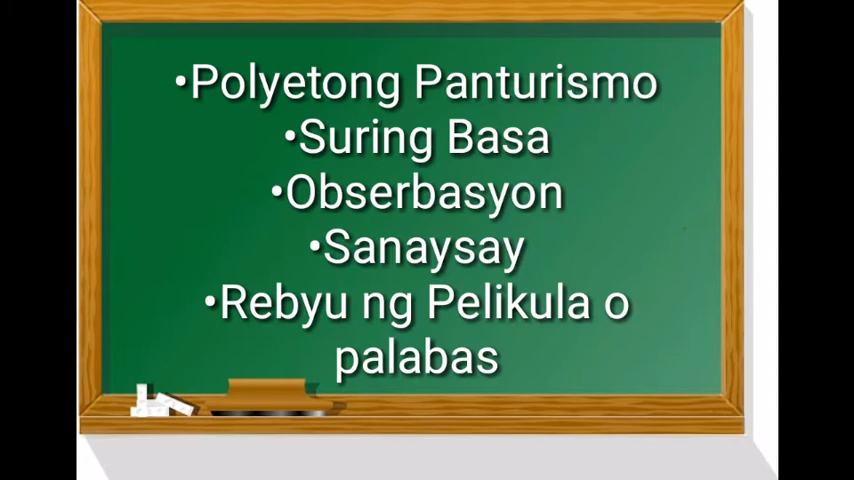 •Polyetong Panturismo
•Suring Basa
•Obserbasyon
•Sanaysay
•Rebyu ng Pelikula o
palabas